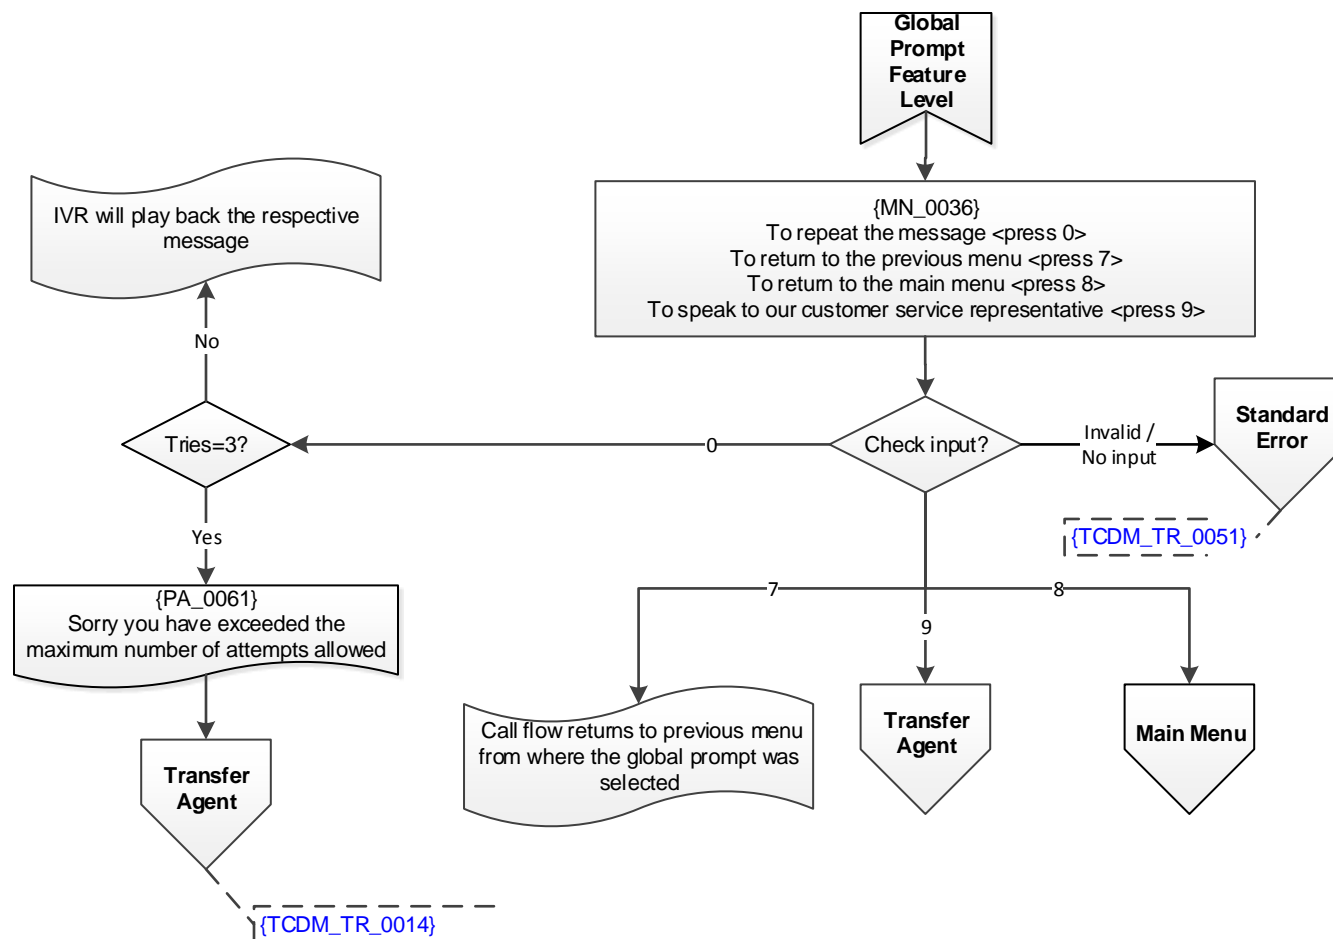 Global
Prompt
Feature
Level
{MN_0036}
To repeat the message <press 0>
To return to the previous menu <press 7>
To return to the main menu <press 8>
To speak to our customer service representative <press 9>
IVR will play back the respective
message
No
Tries=3?
0
Check input?
Invalid /
No input
Standard
Error
{TCDM_TR_0051}
Yes
{PA_0061}
Sorry you have exceeded the
maximum number of attempts allowed
7
9
8
Call flow returns to previous menu
from where the global prompt was
selected
Transfer
Agent
Main Menu
Transfer
Agent
{TCDM_TR_0014}